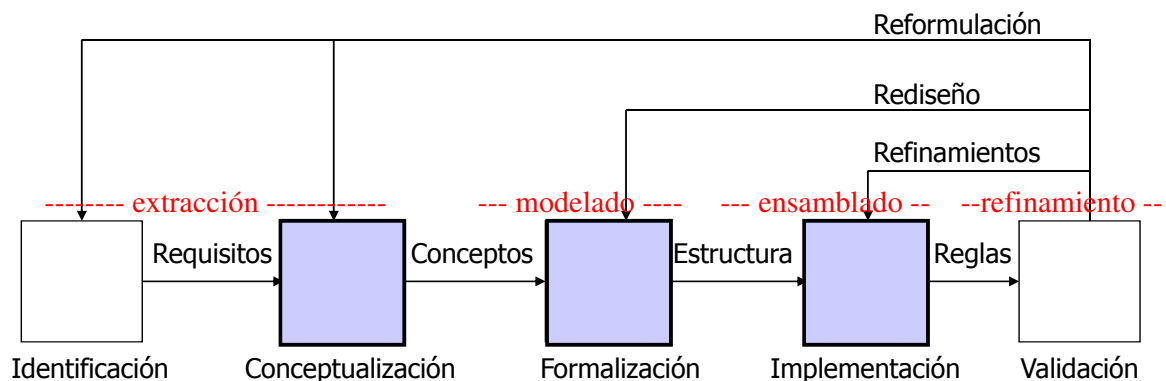 Reformulación
Rediseño
Refinamientos
-------- extracción ------------ --- modelado ---- --- ensamblado -- --refinamiento --
Requisitos Conceptos Estructura Reglas
Identificación Conceptualización Formalización Implementación Validación